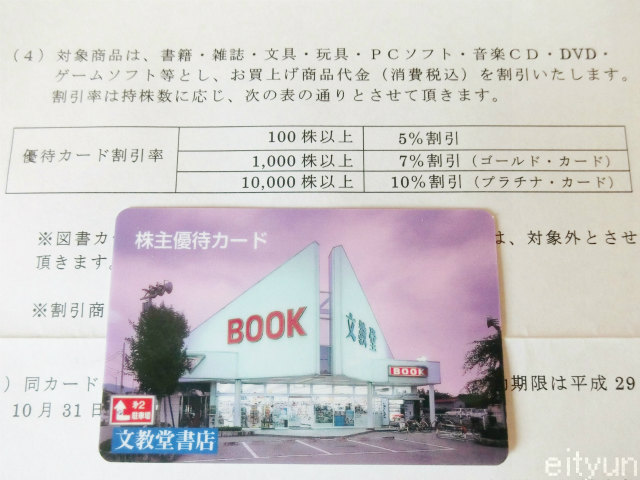 (4) 対象商品は、書籍・雑誌・文具・玩具・PCソフト・音楽CD・DVD・
ゲームソフト等とし、お買上げ商品代金（消費税込）を割引いたします。
割引率は持株数に応じ、次の表の通りとさせて頂きます。
優待カード割引率
100株以上 5%割引
1,000株以上 7%割引（ゴールド・カード）
10,000株以上 10%割引（プラチナ・カード）
※図書カ
は、対象外とさせ
頂きます
※割引商
) 同カード
期限は平成29
10月31日
株主優待カード
BOOK
文教堂
BOOK
#2
駐車場
文教堂書店
eityun